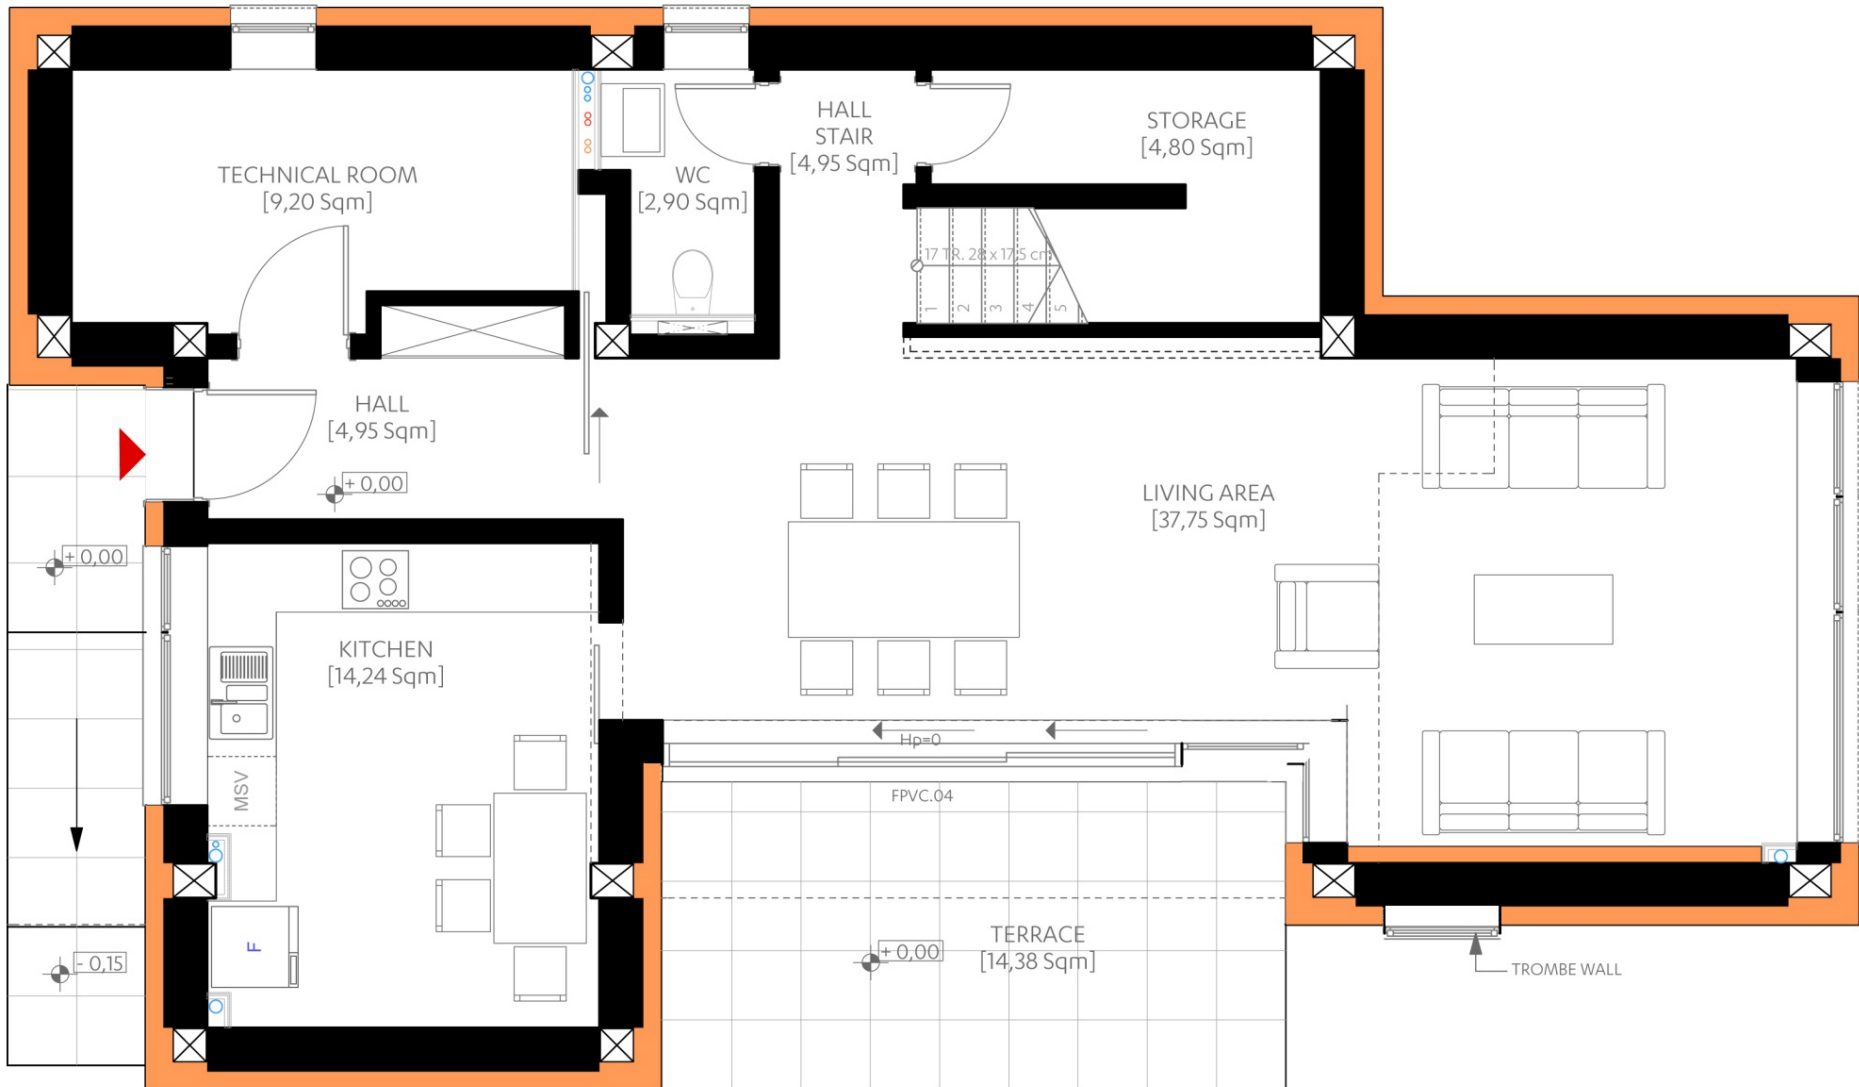 HALL
STAIR
[4,95 Sqm]
STORAGE
[4,80 Sqm]
TECHNICAL ROOM
[9,20 Sqm]
WC
[2,90 Sqm]
17 TR. 28 x 17,5 cm
1 2 3 4 5
HALL
[4,95 Sqm]
+ 0,00
LIVING AREA
[37,75 Sqm]
+ 0,00
KITCHEN
[14,24 Sqm]
Hp=0
MSV
FPVC.04
F
TERRACE
[14,38 Sqm]
+ 0,00
- 0,15
TROMBE WALL